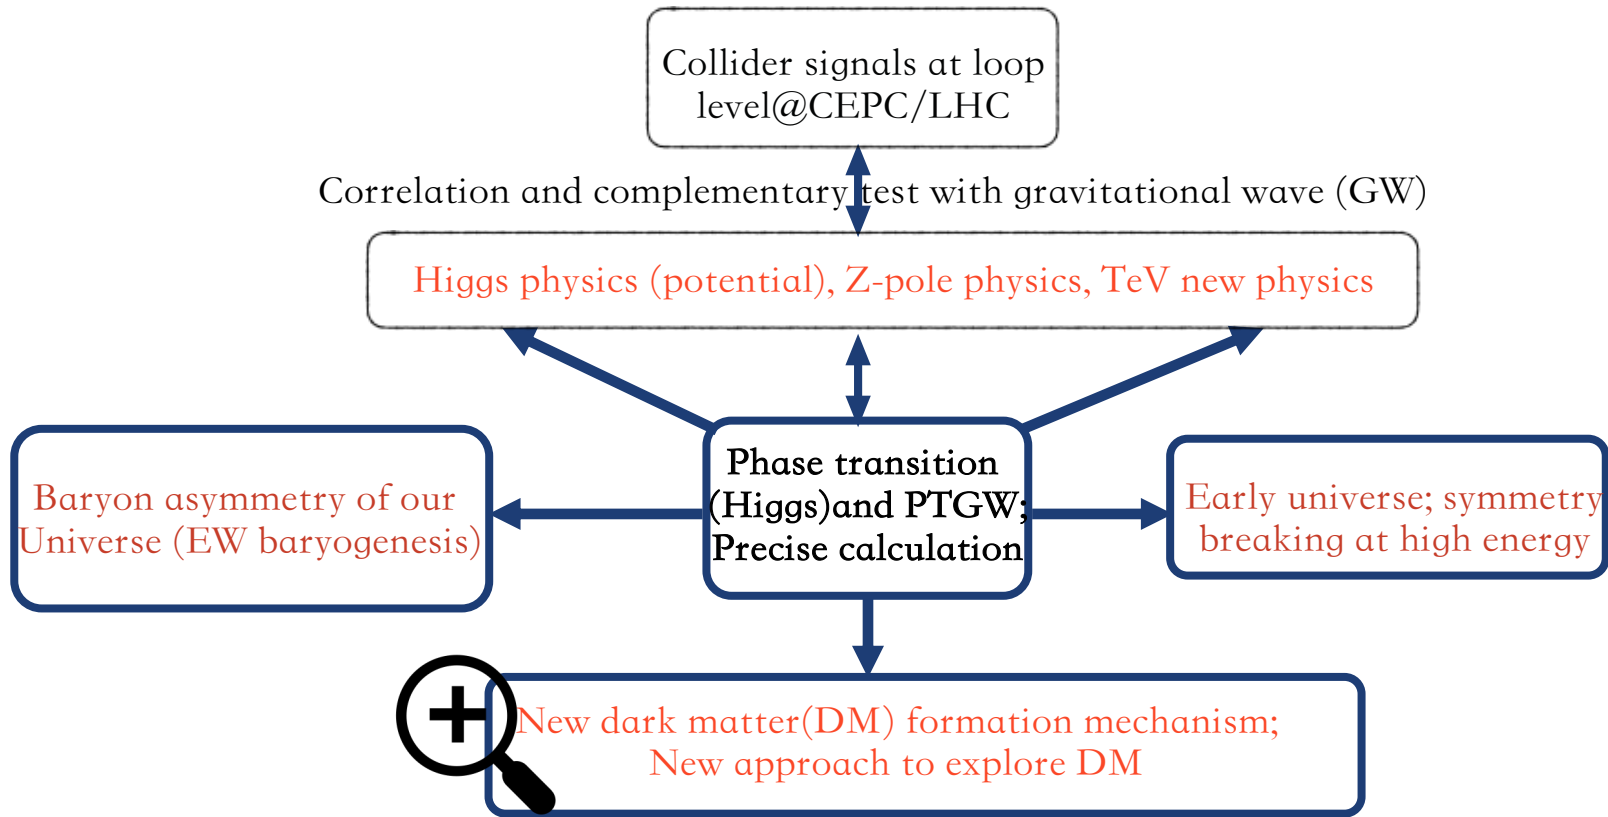 Collider signals at loop
level@CEPC/LHC
Correlation and complementary test with gravitational wave (GW)
Higgs physics (potential), Z-pole physics, TeV new physics
Phase transition
(Higgs)and PTGW;
Precise calculation
Baryon asymmetry of our
Universe (EW baryogenesis)
Early universe; symmetry
breaking at high energy
New dark matter(DM) formation mechanism;
New approach to explore DM